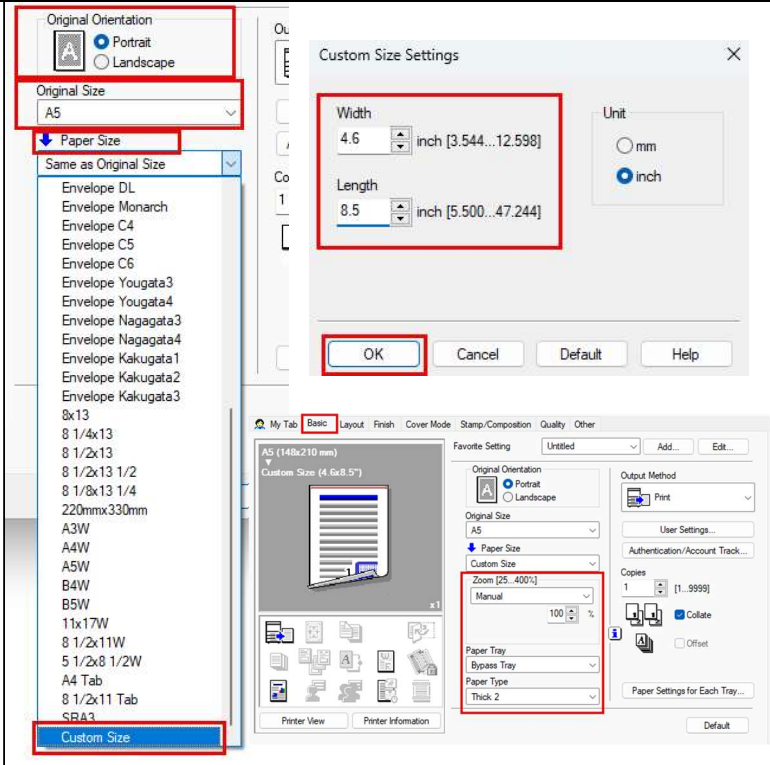 Original Orientation
A
Portrait
Landscape
Original Size
A5
Paper Size
Same as Original Size
Envelope DL
Envelope Monarch
Envelope C4
Envelope C5
Envelope C6
Envelope Yougata3
Envelope Yougata4
Envelope Nagagata3
Envelope Nagagata4
Envelope Kakugata1
Envelope Kakugata2
Envelope Kakugata3
8x13
8 1/4x13
8 1/2x13
8 1/2x13 1/2
8 1/8x13 1/4
220mmx330mm
A3W
A4W
A5W
B4W
B5W
11x17W
8 1/2x11W
5 1/2x8 1/2W
A4 Tab
8 1/2x11 Tab
SRA3
Custom Size
Ou
Co
1
Custom Size Settings
Width
4.6 inch [3.544...12.598]
Length
8.5 inch [5.500...47.244]
Unit
mm
inch
OK Cancel Default Help
My Tab Basic Layout Finish Cover Mode Stamp/Composition Quality Other
A5 (148x210 mm)
Custom Size (4.6x8.5")
1
x1
Printer View Printer Information
Favorite Setting Untitled Add... Edit...
Original Orientation
A
Portrait
Landscape
Original Size
A5
Paper Size
Custom Size
Zoom [25...400%]
Manual
100 %
Paper Tray
Bypass Tray
Paper Type
Thick 2
Output Method
Print
User Settings...
Authentication/Account Track...
Copies
1 [1...9999]
Collate
Offset
Paper Settings for Each Tray...
Default